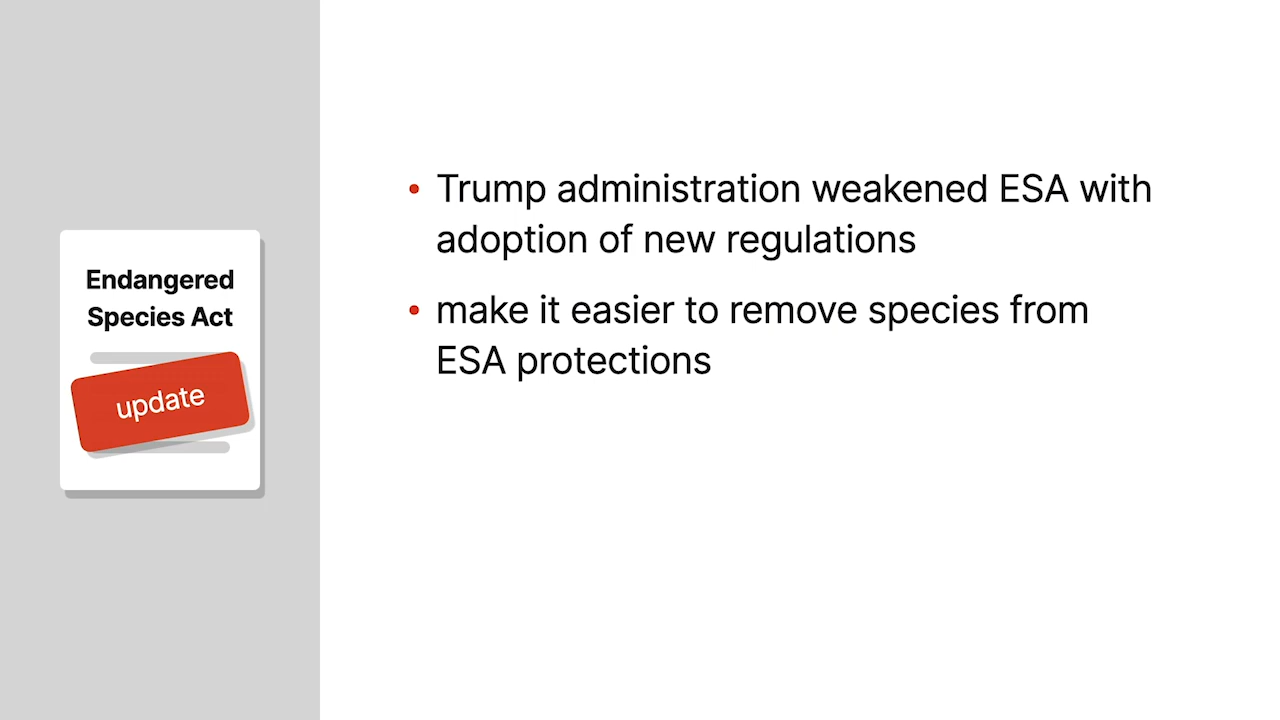 Endangered
Species Act
update
• Trump administration weakened ESA with
adoption of new regulations
• make it easier to remove species from
ESA protections